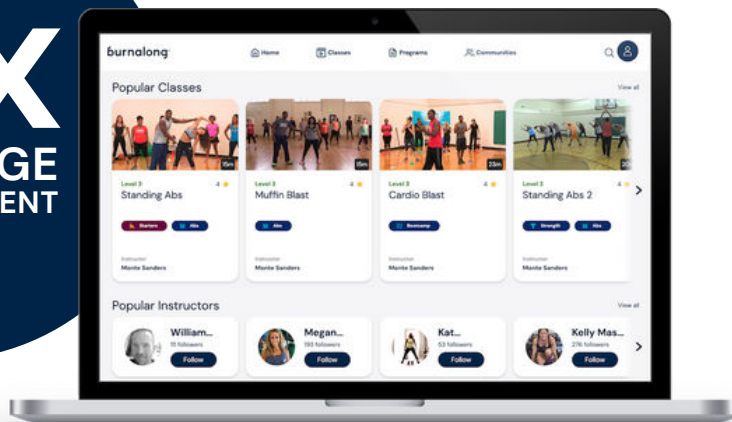 X
GE
ENT
burnalong
Home
Classes
Programs
Communities
Popular Classes
View all
15m
15m
23m
20
Level 3
4
Standing Abs
Starters
Abs
Instructor
Monte Sanders
Level 3
4
Muffin Blast
Abs
Instructor
Monte Sanders
Level 3
4
Cardio Blast
Bootcamp
Instructor
Monte Sanders
Level 3
4
Standing Abs 2
Strength
Abs
Instructor
Monte Sanders
Popular Instructors
View all
William...
11 followers
Follow
Megan...
193 followers
Follow
Kat...
53 followers
Follow
Kelly Mas...
276 followers
Follow